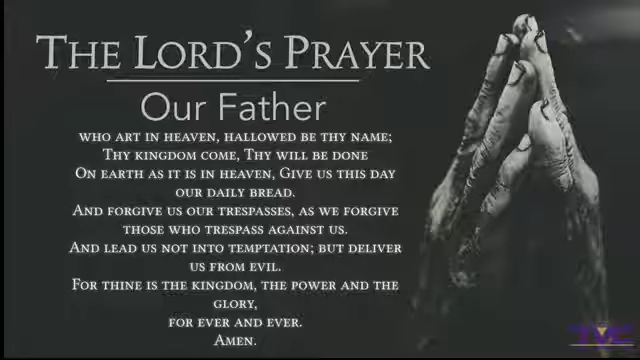 The Lord's Prayer
Our Father
who art in heaven, hallowed be thy name;
Thy kingdom come, Thy will be done
On earth as it is in heaven, Give us this day
our daily bread.
And forgive us our trespasses, as we forgive
those who trespass against us.
And lead us not into temptation; but deliver
us from evil.
For thine is the kingdom, the power and the
glory,
for ever and ever.
Amen.